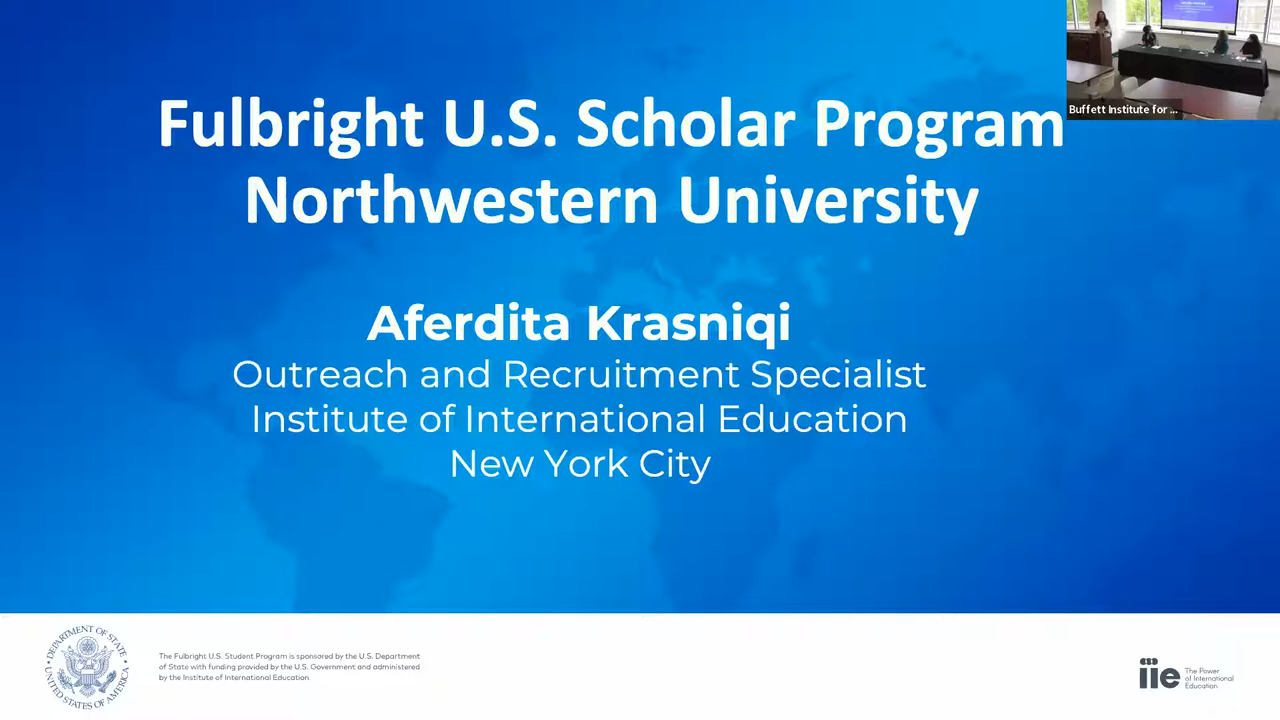 Fulbright U.S. Scholar Program
Northwestern University
Buffett Institute for ...
Aferdita Krasniqi
Outreach and Recruitment Specialist
Institute of International Education
New York City
DEPARTMENT OF STATE
UNITED STATES OF AMERICA
The Fulbright U.S. Student Program is sponsored by the U.S. Department
of State with funding provided by the U.S. Government and administered
by the Institute of International Education.
iie
The Power
of International
Education